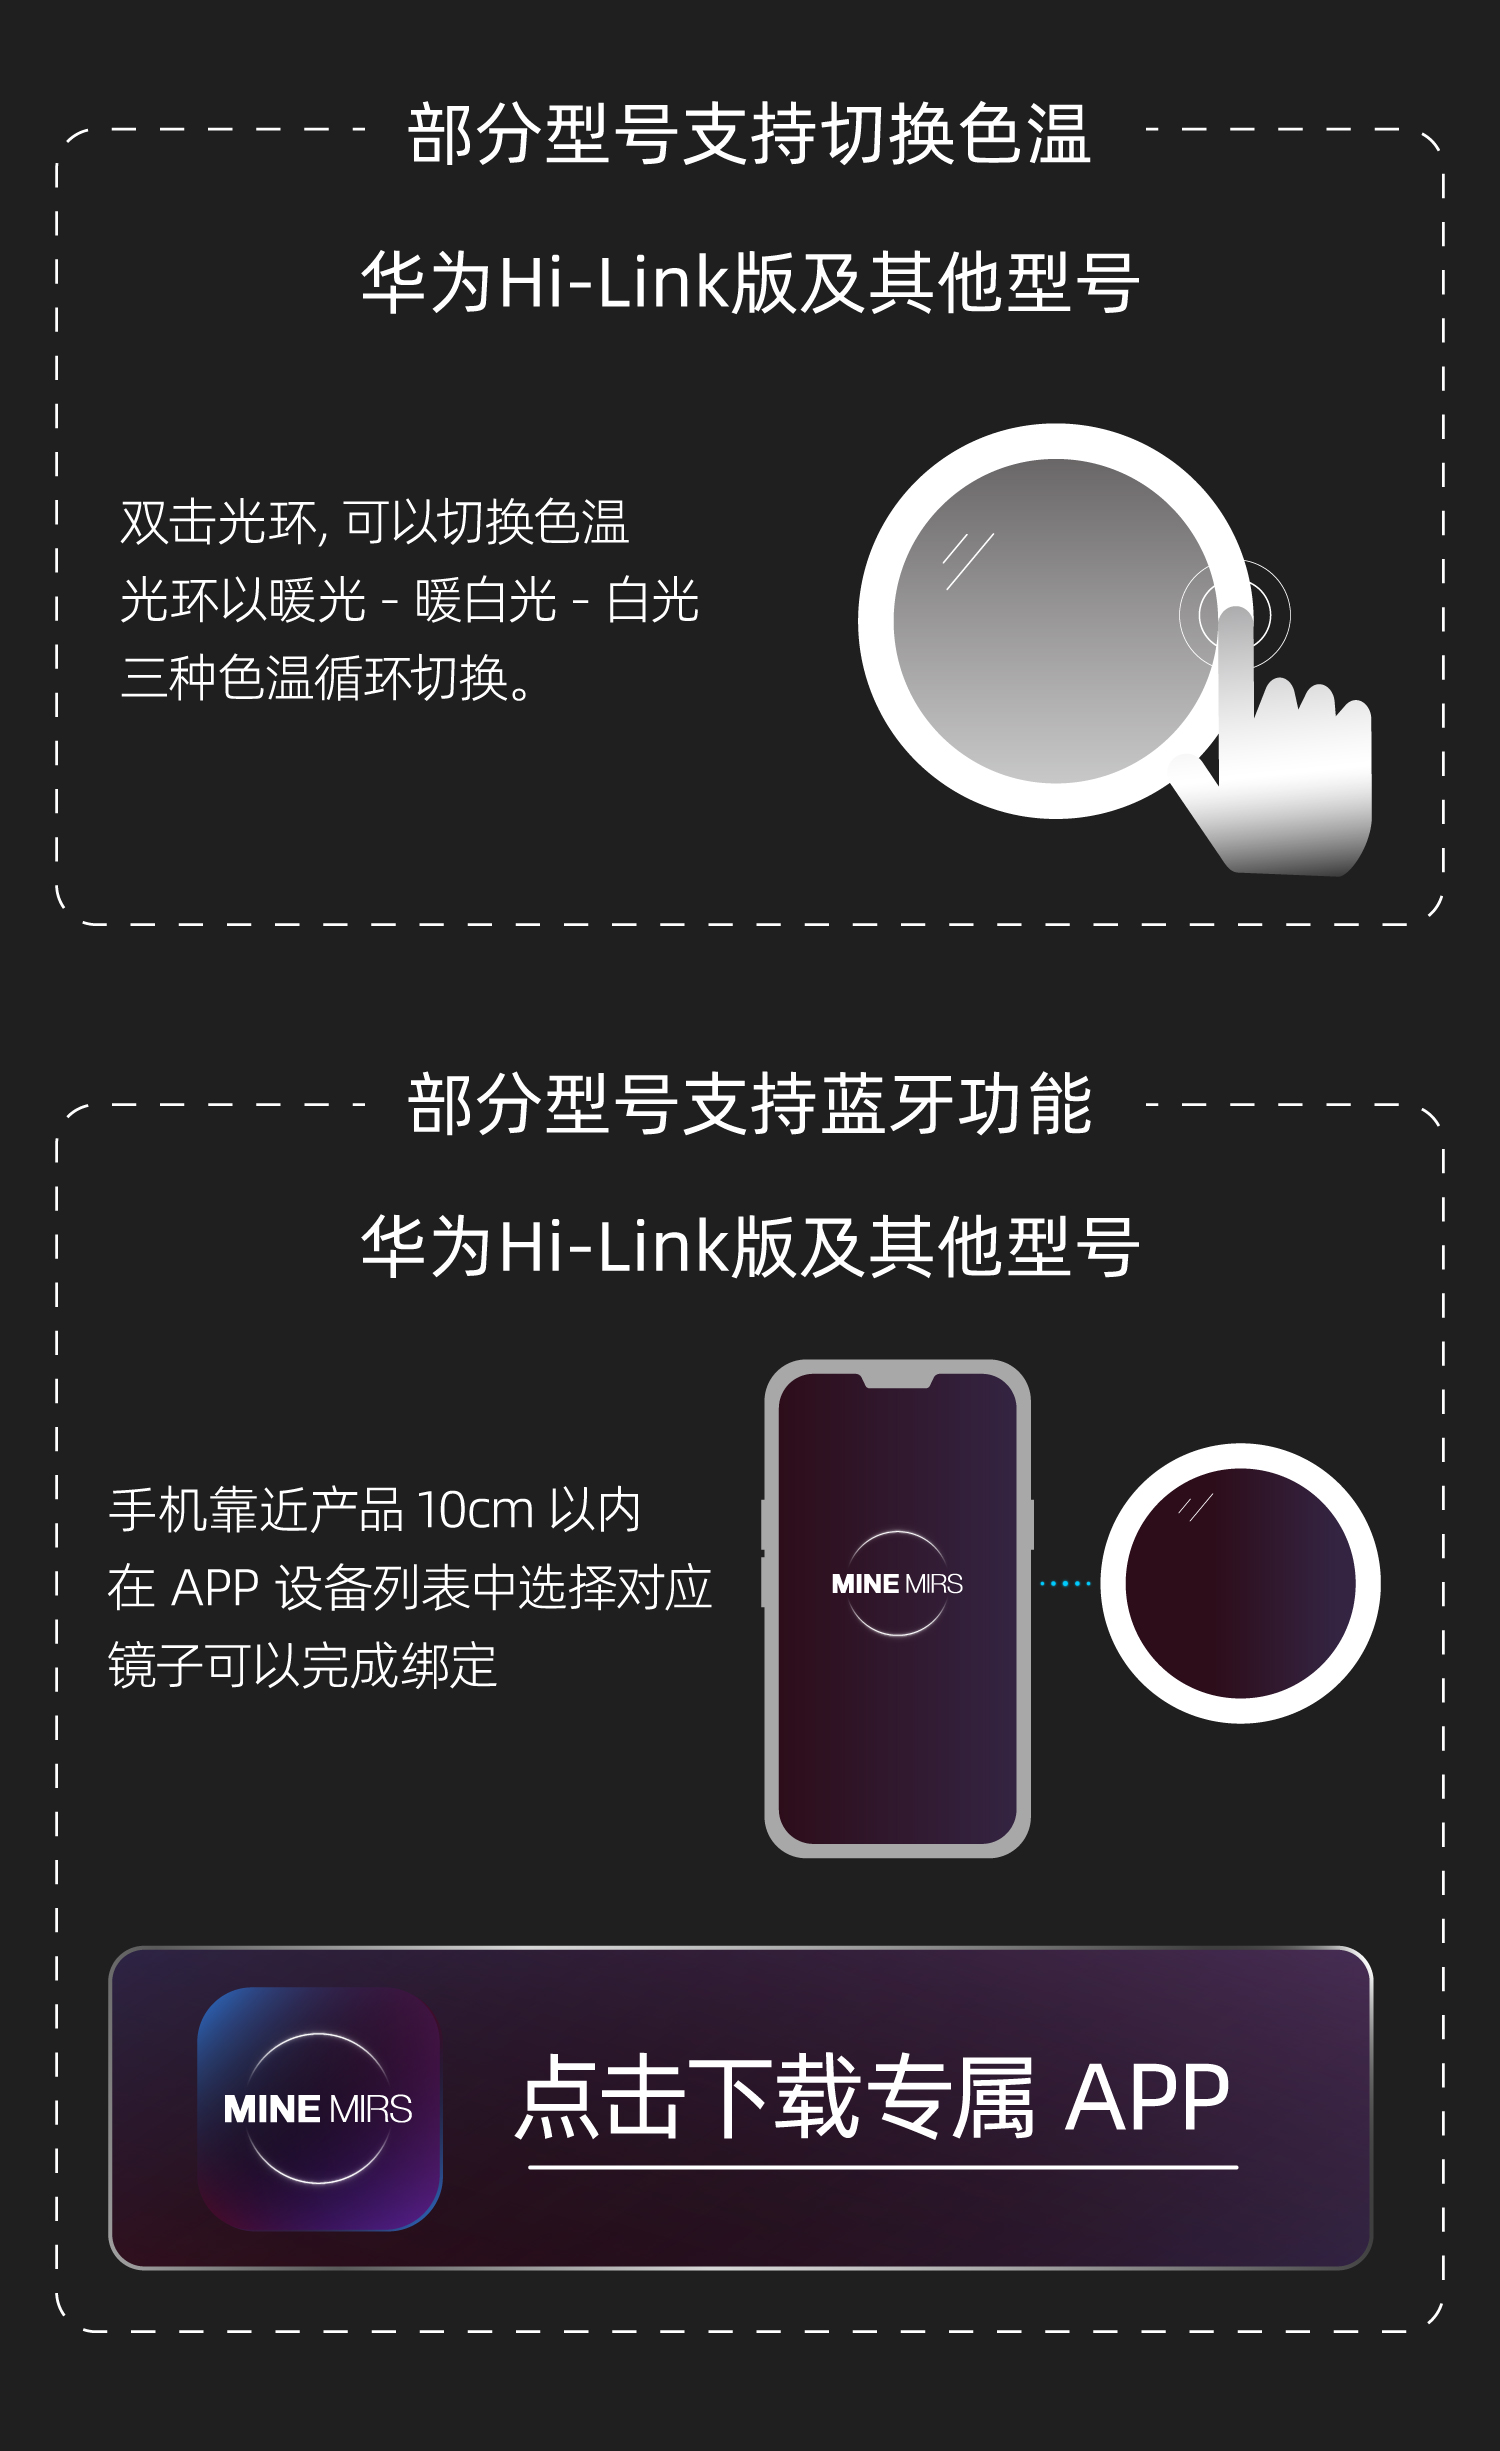 部分型号支持切换色温
华为Hi-Link版及其他型号
双击光环, 可以切换色温
光环以暖光 - 暖白光 - 白光
三种色温循环切换。
部分型号支持蓝牙功能
华为Hi-Link版及其他型号
手机靠近产品 10cm 以内
在 APP 设备列表中选择对应
镜子可以完成绑定
MINE MIRS
MINE MIRS
点击下载专属 APP